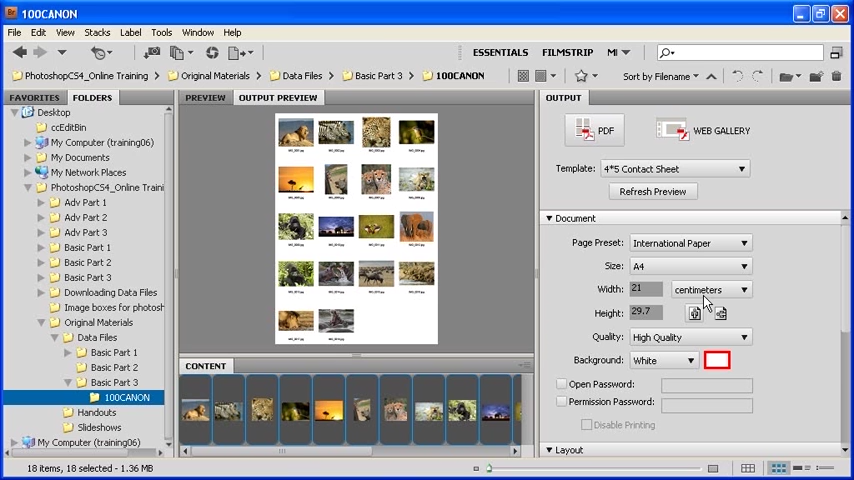 Br 100CANON
File Edit View Stacks Label Tools Window Help
ESSENTIALS FILMSTRIP MI
PhotoshopCS4_Online Training > Original Materials > Data Files > Basic Part 3 > 100CANON Sort by Filename
FAVORITES FOLDERS
Desktop
ccEditBin
My Computer (training06)
My Documents
My Network Places
PhotoshopCS4_Online Traini
Adv Part 1
Adv Part 2
Adv Part 3
Basic Part 1
Basic Part 2
Basic Part 3
Downloading Data Files
Image boxes for photosh
Original Materials
Data Files
Basic Part 1
Basic Part 2
Basic Part 3
100CANON
Handouts
Slideshows
My Computer (training06)
PREVIEW OUTPUT PREVIEW
CONTENT
OUTPUT
PDF WEB GALLERY
Template: 4*5 Contact Sheet
Refresh Preview
Document
Page Preset: International Paper
Size: A4
Width: 21 centimeters
Height: 29.7
Quality: High Quality
Background: White
Open Password:
Permission Password:
Disable Printing
Layout
18 items, 18 selected - 1.36 MB